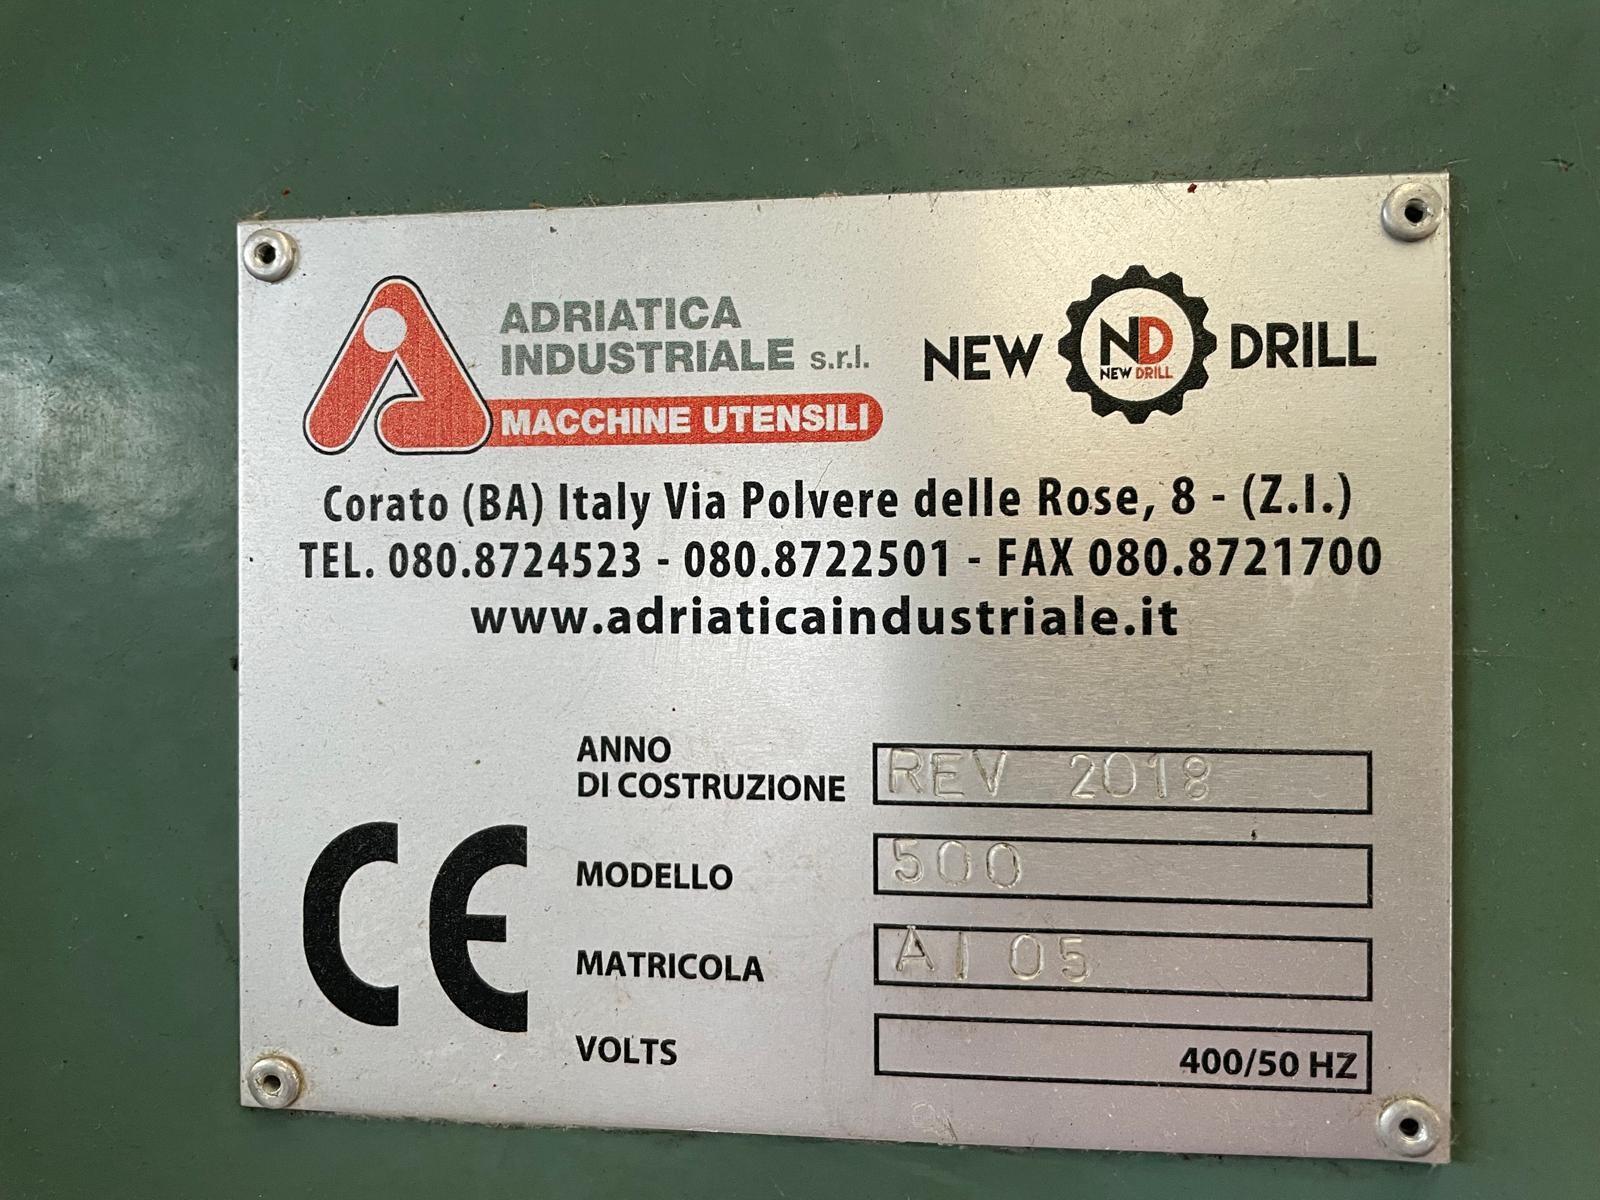 ADRIATICA
INDUSTRIALE s.r.l.
MACCHINE UTENSILI
NEW ND NEW DRILL DRILL
Corato (BA) Italy Via Polvere delle Rose, 8 - (Z.I.)
TEL. 080.8724523 - 080.8722501 - FAX 080.8721700
www.adriaticaindustriale.it
ANNO
DI COSTRUZIONE REV 2018
MODELLO 500
MATRICOLA AI 05
VOLTS 400/50 HZ
CE